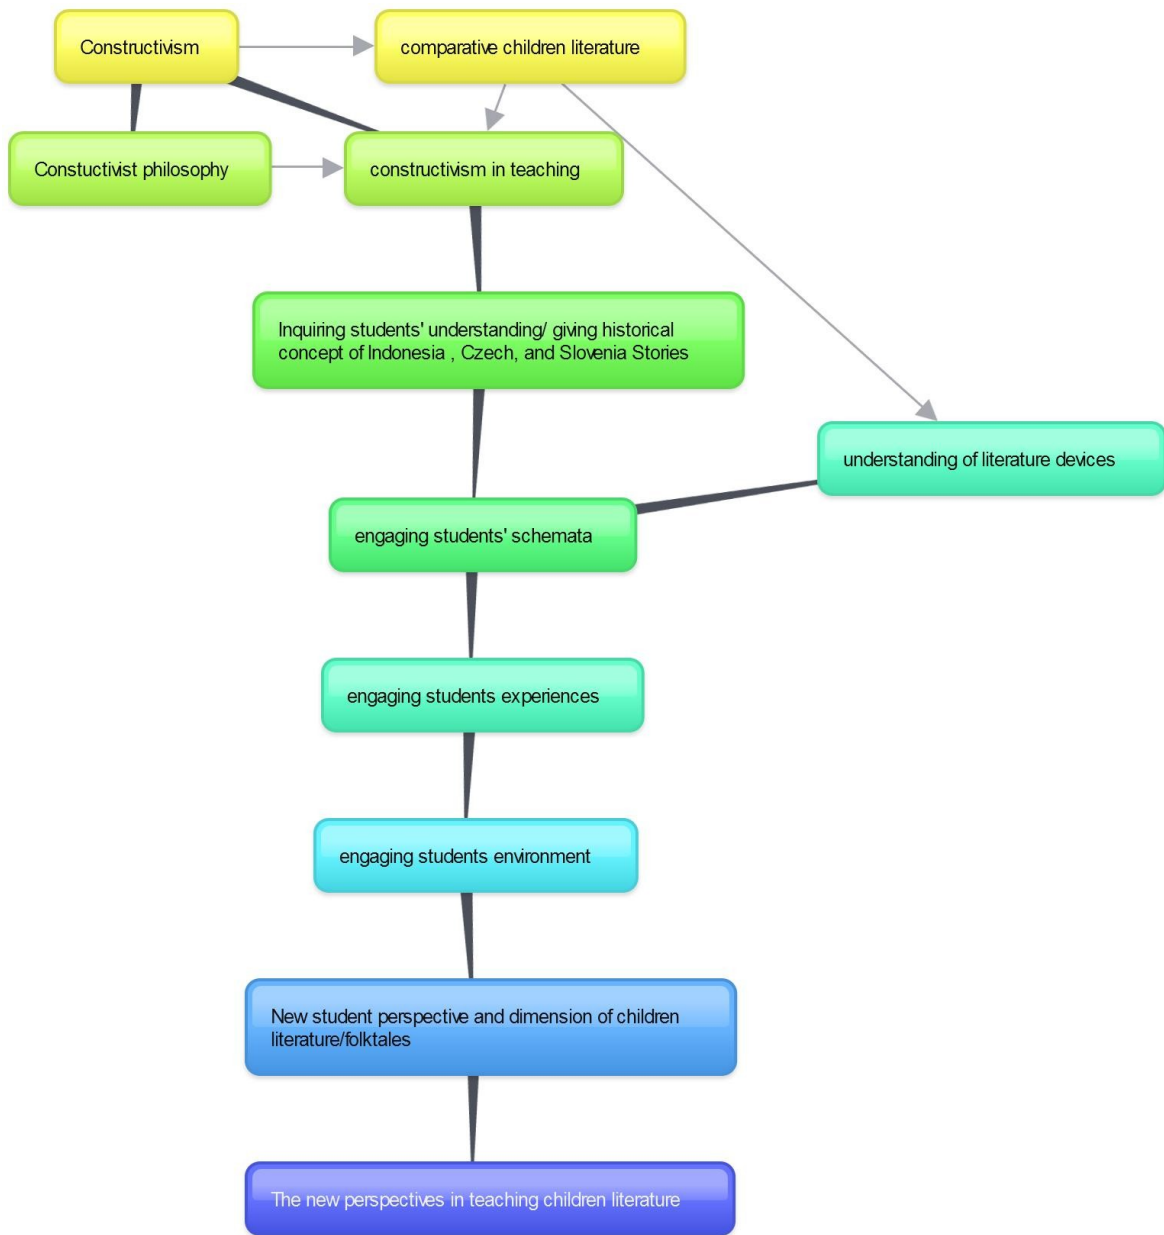 Constructivism
comparative children literature
Constuctivist philosophy
constructivism in teaching
Inquiring students' understanding/ giving historical
concept of Indonesia , Czech, and Slovenia Stories
understanding of literature devices
engaging students' schemata
engaging students experiences
engaging students environment
New student perspective and dimension of children
literature/folktales
The new perspectives in teaching children literature